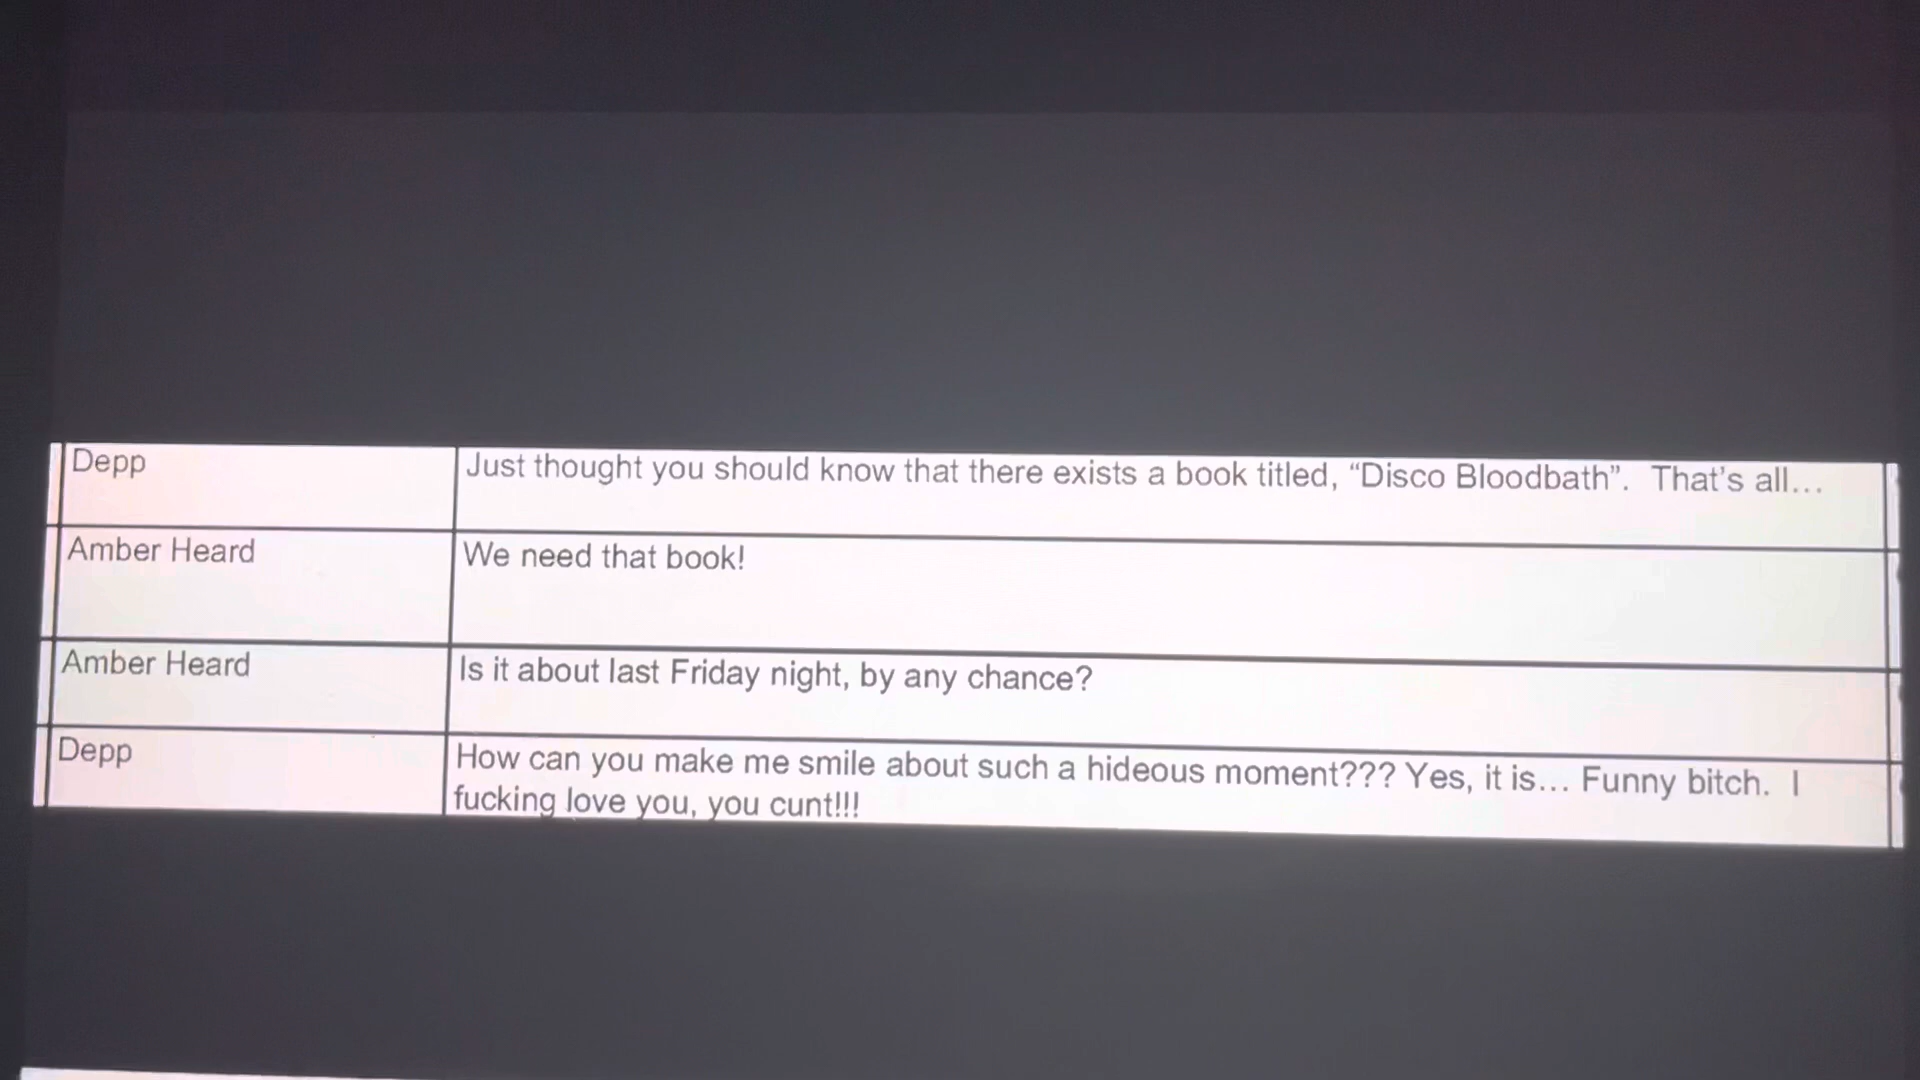 Depp
Just thought you should know that there exists a book titled, “Disco Bloodbath”.  That’s all...
Amber Heard
We need that book!
Amber Heard
Is it about last Friday night, by any chance?
Depp
How can you make me smile about such a hideous moment??? Yes, it is... Funny bitch.  I
fucking love you, you cunt!!!